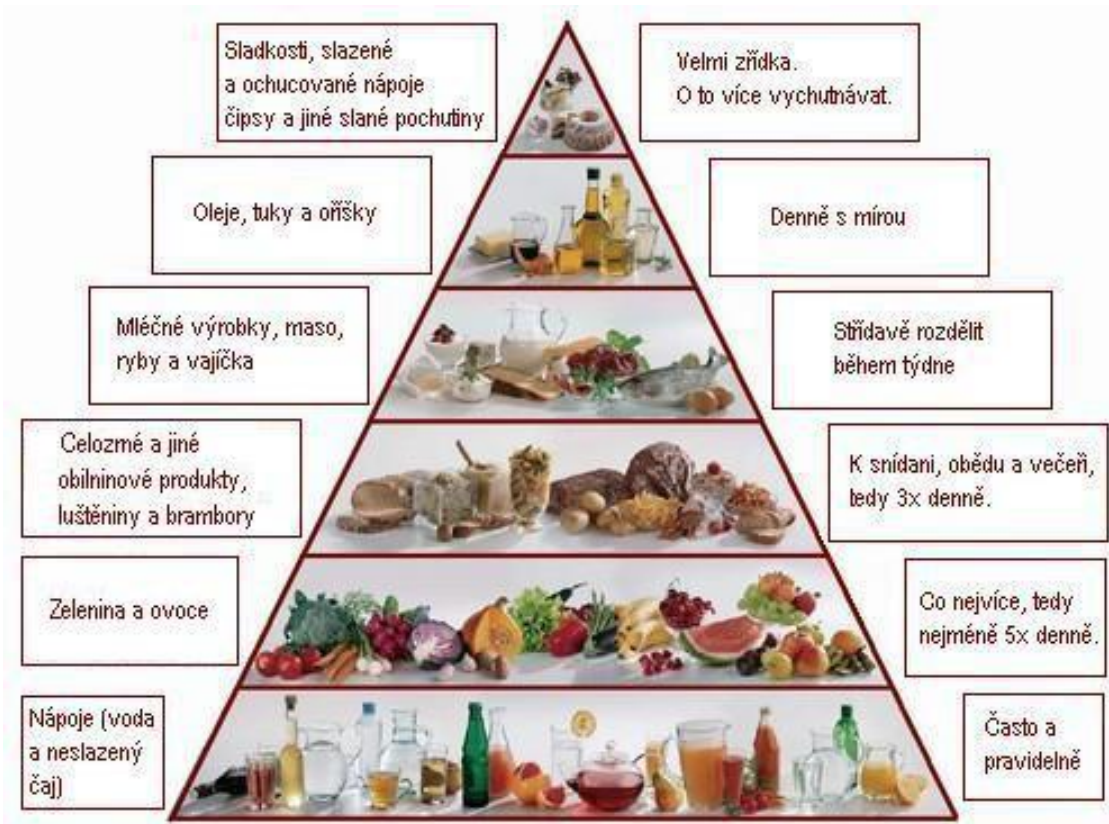 Sladkosti, slazené
a ochucované nápoje
čipsy a jiné slané pochutiny
Velmi zřídka.
O to více vychutnávat.
Oleje, tuky a oříšky
Denně s mírou
Mléčné výrobky, maso,
ryby a vajíčka
Střídavě rozdělit
během týdne
Celozrné a jiné
obilninové produkty,
luštěniny a brambory
K snídani, obědu a večeři,
tedy 3x denně.
Zelenina a ovoce
Co nejvíce, tedy
nejméně 5x denně.
Nápoje (voda
a neslazený
čaj)
Často a
pravidelně